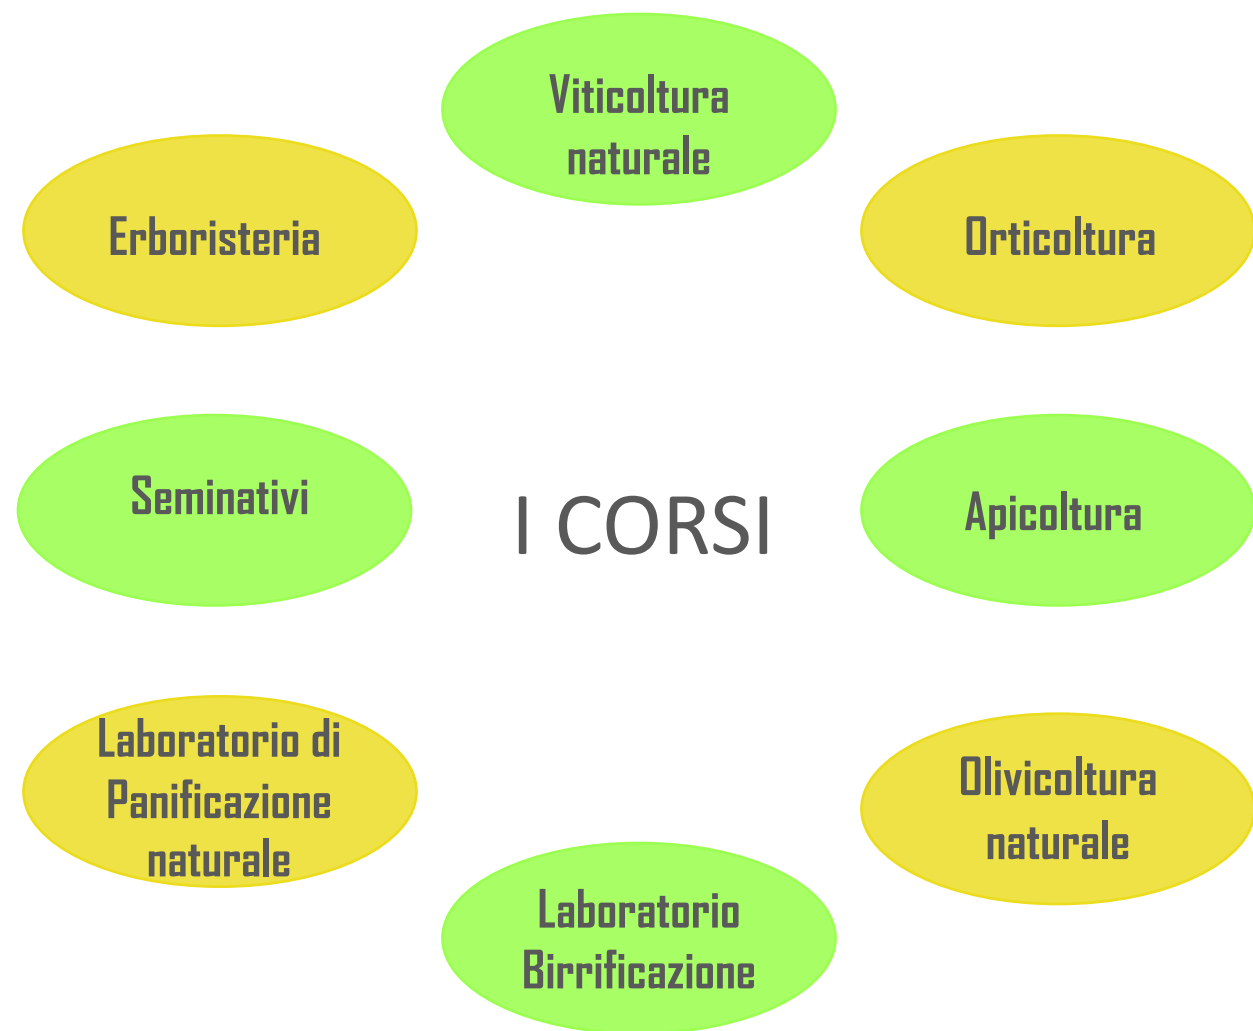 Viticoltura
naturale
Erboristeria
Orticoltura
Seminativi
I CORSI
Apicoltura
Laboratorio di
Panificazione
naturale
Olivicoltura
naturale
Laboratorio
Birrificazione